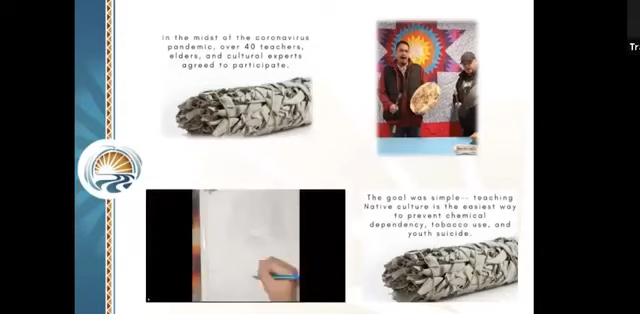 in the midst of the coronavirus
pandemic, over 40 teachers,
elders, and cultural experts
agreed to participate.
The goal was simple-- teaching
Native culture is the easiest way
to prevent chemical
dependency, tobacco use, and
youth suicide.